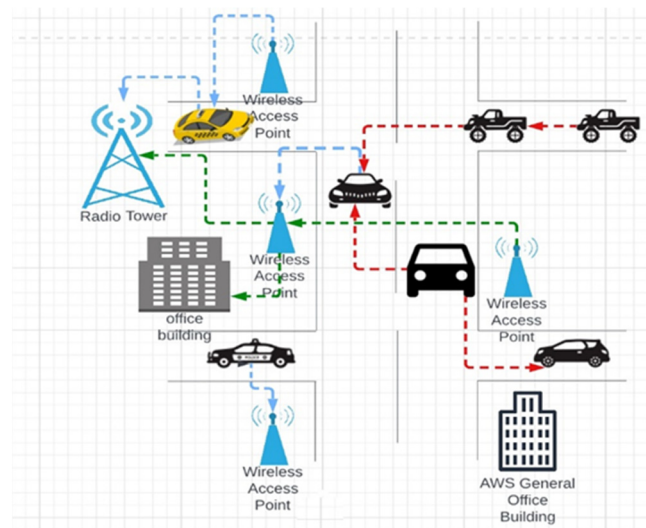 Wireless
Access
Point
Radio Tower
Wireless
Access
Point
office
building
Wireless
Access
Point
POLICE
Wireless
Access
Point
AWS General
Office
Building